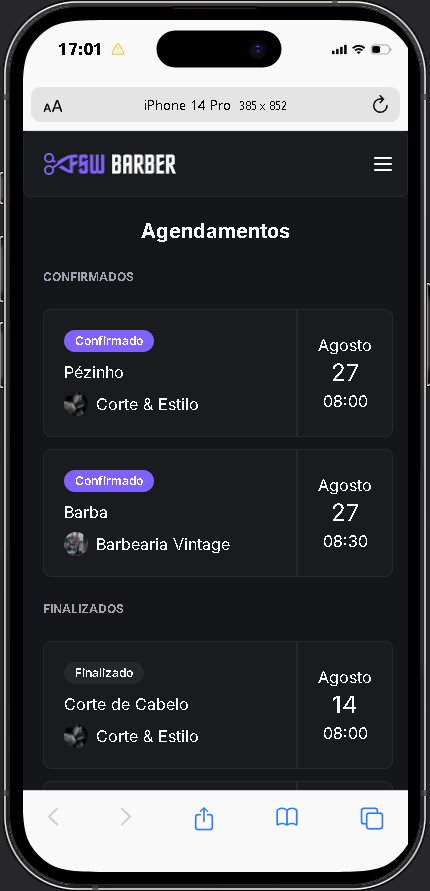 17:01
AA
iPhone 14 Pro 385 x 852
FSW BARBER
Agendamentos
CONFIRMADOS
Confirmado
Pézinho
Corte & Estilo
Agosto
27
08:00
Confirmado
Barba
Barbearia Vintage
Agosto
27
08:30
FINALIZADOS
Finalizado
Corte de Cabelo
Corte & Estilo
Agosto
14
08:00